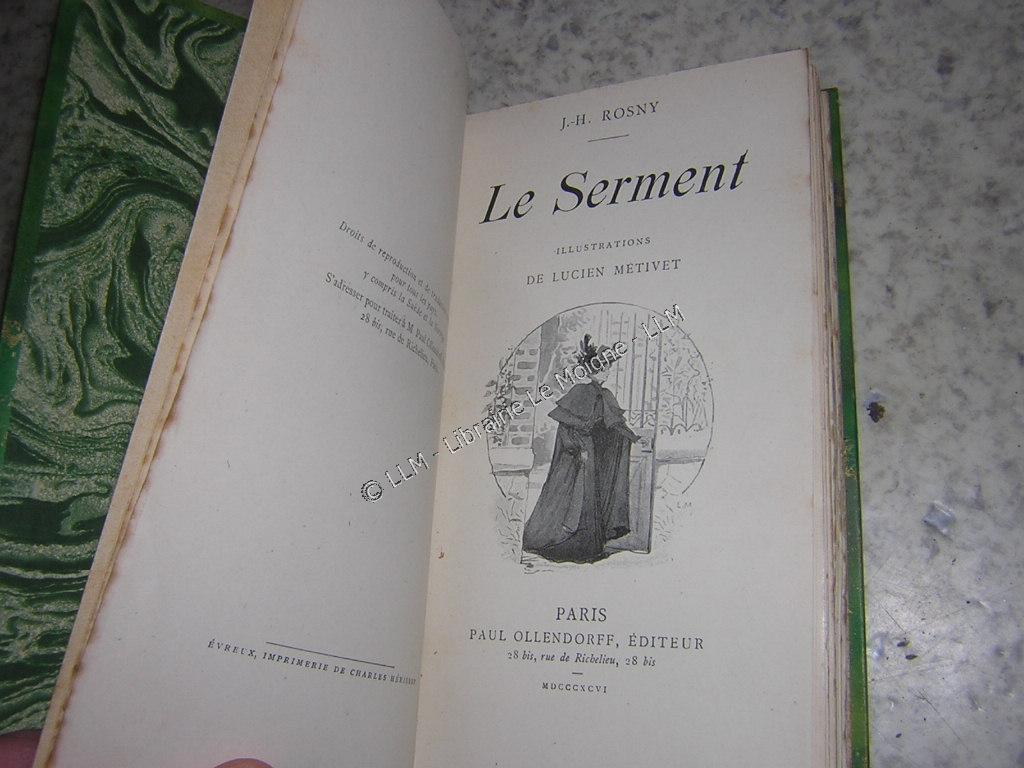 Droits de reproduction et de
pour tous les pays,
y compris la Suède et la
S'adresser pour traiter à M. Paul
28 bis, rue de Richelieu, Paris.
ÉVREUX, IMPRIMERIE DE CHARLES
J.-H. ROSNY
Le Serment
ILLUSTRATIONS
DE LUCIEN MÉTIVET
© LLM - Librairie Le Moigne - LLM
LM
PARIS
PAUL OLLENDORFF, ÉDITEUR
28 bis, rue de Richelieu, 28 bis
MDCCCXCVI